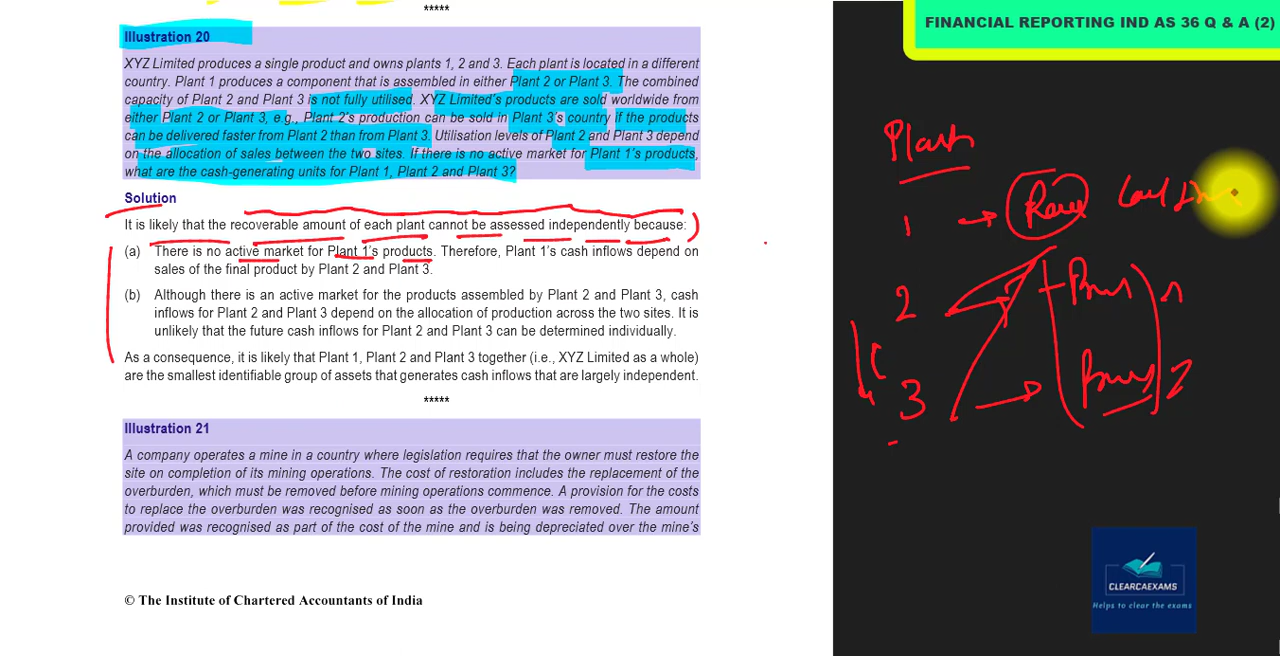 *****
Illustration 20
XYZ Limited produces a single product and owns plants 1, 2 and 3. Each plant is located in a different
country. Plant 1 produces a component that is assembled in either Plant 2 or Plant 3. The combined
capacity of Plant 2 and Plant 3 is not fully utilised. XYZ Limited's products are sold worldwide from
either Plant 2 or Plant 3, e.g., Plant 2's production can be sold in Plant 3's country if the products
can be delivered faster from Plant 2 than from Plant 3. Utilisation levels of Plant 2 and Plant 3 depend
on the allocation of sales between the two sites. If there is no active market for Plant 1's products,
what are the cash-generating units for Plant 1, Plant 2 and Plant 3?
Solution
It is likely that the recoverable amount of each plant cannot be assessed independently because:
(a) There is no active market for Plant 1's products. Therefore, Plant 1's cash inflows depend on
sales of the final product by Plant 2 and Plant 3.
(b) Although there is an active market for the products assembled by Plant 2 and Plant 3, cash
inflows for Plant 2 and Plant 3 depend on the allocation of production across the two sites. It is
unlikely that the future cash inflows for Plant 2 and Plant 3 can be determined individually.
As a consequence, it is likely that Plant 1, Plant 2 and Plant 3 together (i.e., XYZ Limited as a whole)
are the smallest identifiable group of assets that generates cash inflows that are largely independent.
*****
Illustration 21
A company operates a mine in a country where legislation requires that the owner must restore the
site on completion of its mining operations. The cost of restoration includes the replacement of the
overburden, which must be removed before mining operations commence. A provision for the costs
to replace the overburden was recognised as soon as the overburden was removed. The amount
provided was recognised as part of the cost of the mine and is being depreciated over the mine's
© The Institute of Chartered Accountants of India
FINANCIAL REPORTING IND AS 36 Q & A (2)
1
2
3
CLEARCAEXAMS
Helps to clear the exams